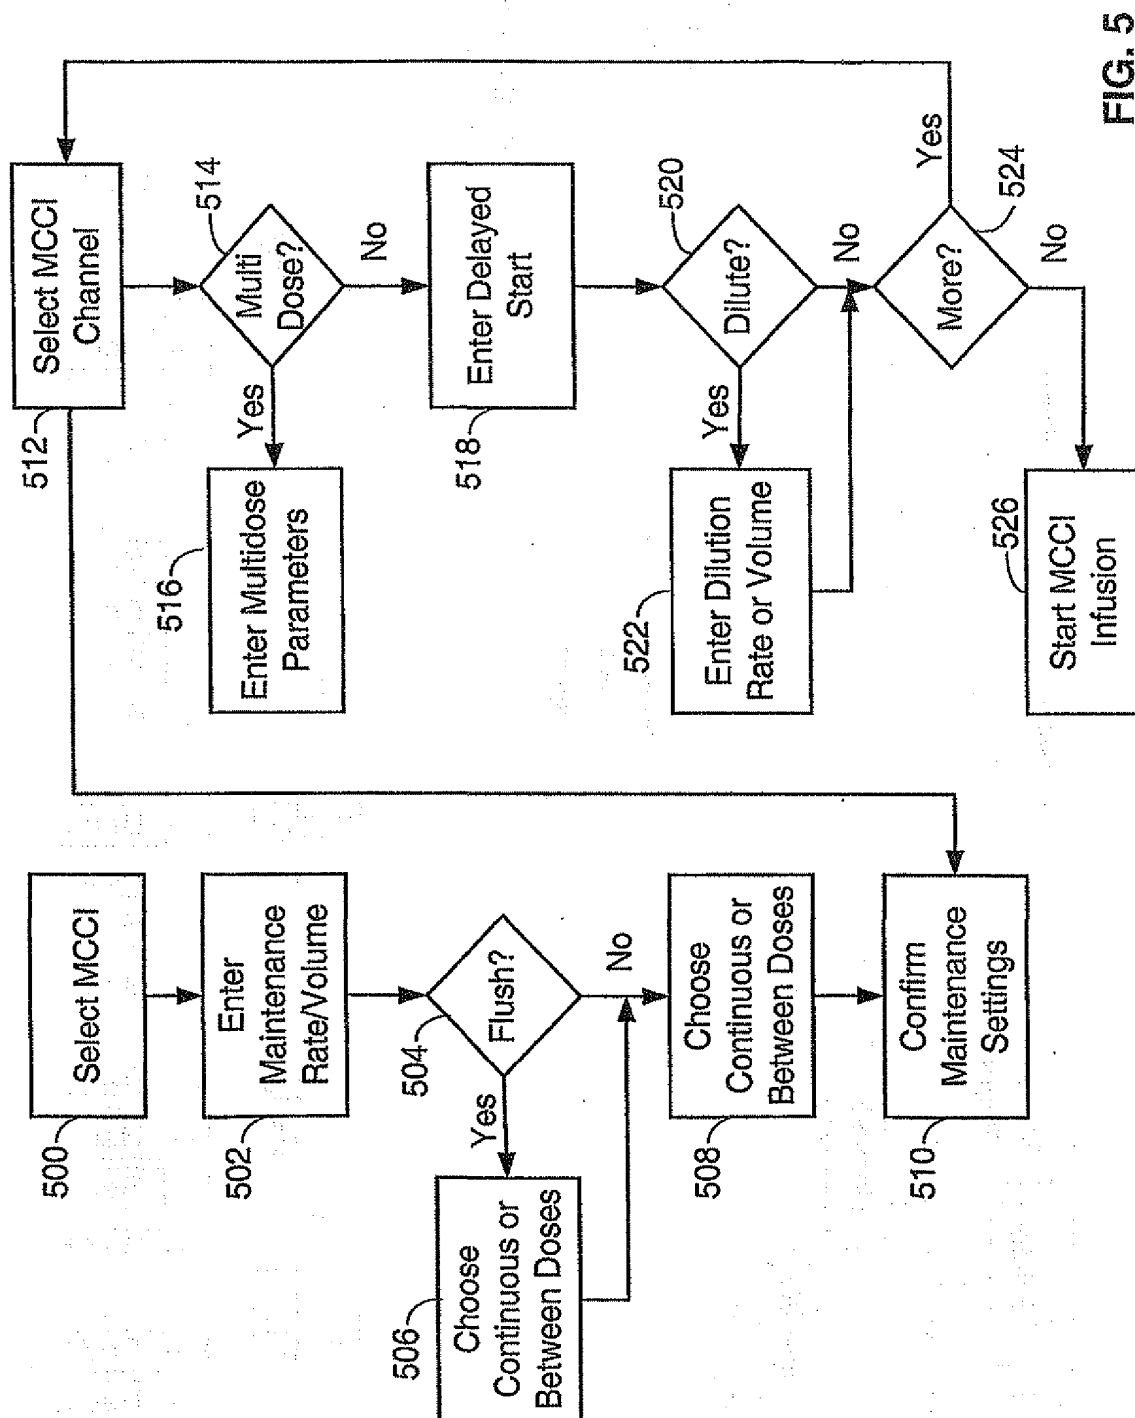 500
Select MCCI
502
Enter
Maintenance
Rate/Volume
504
Flush?
Yes
No
506
Choose
Continuous or
Between Doses
508
Choose
Continuous or
Between Doses
510
Confirm
Maintenance
Settings
512
Select MCCI
Channel
514
Multi
Dose?
Yes
No
516
Enter Multidose
Parameters
518
Enter Delayed
Start
520
Dilute?
Yes
No
522
Enter Dilution
Rate or Volume
524
More?
Yes
No
526
Start MCCI
Infusion
FIG. 5